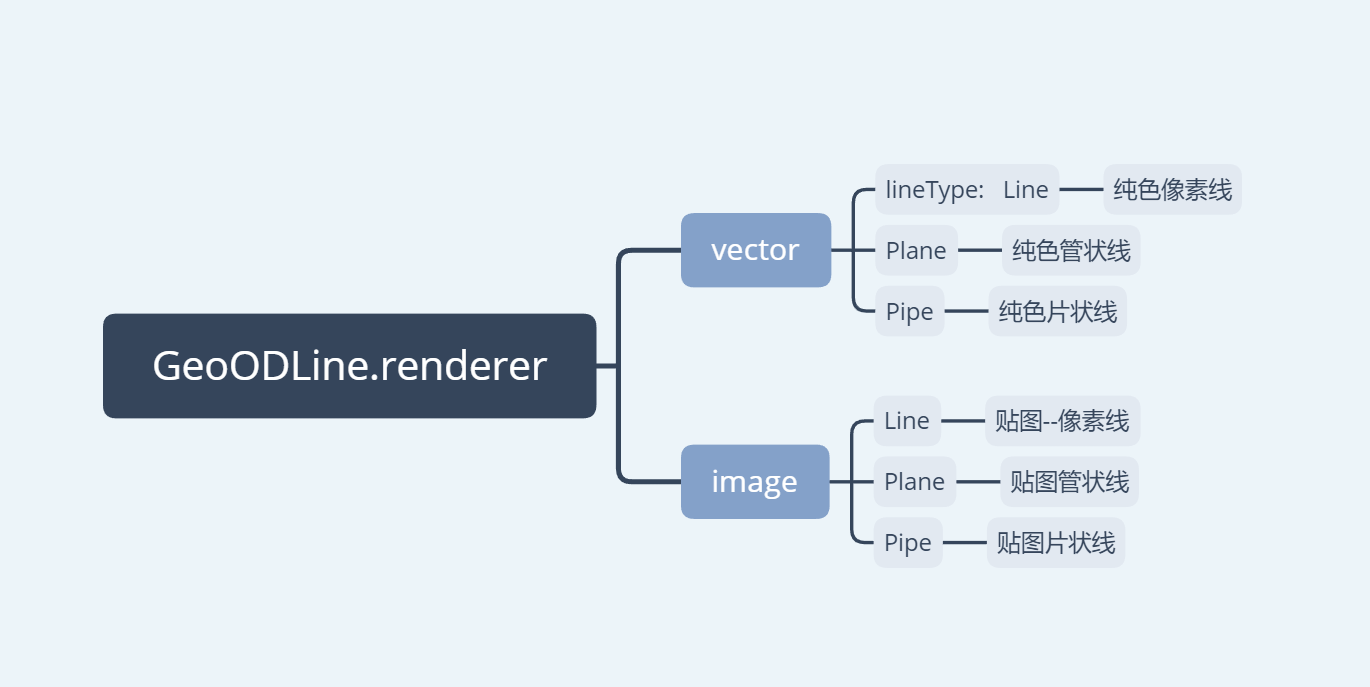 GeoODLine.renderer
vector
lineType: Line
纯色像素线
Plane
纯色管状线
Pipe
纯色片状线
image
Line
贴图--像素线
Plane
贴图管状线
Pipe
贴图片状线